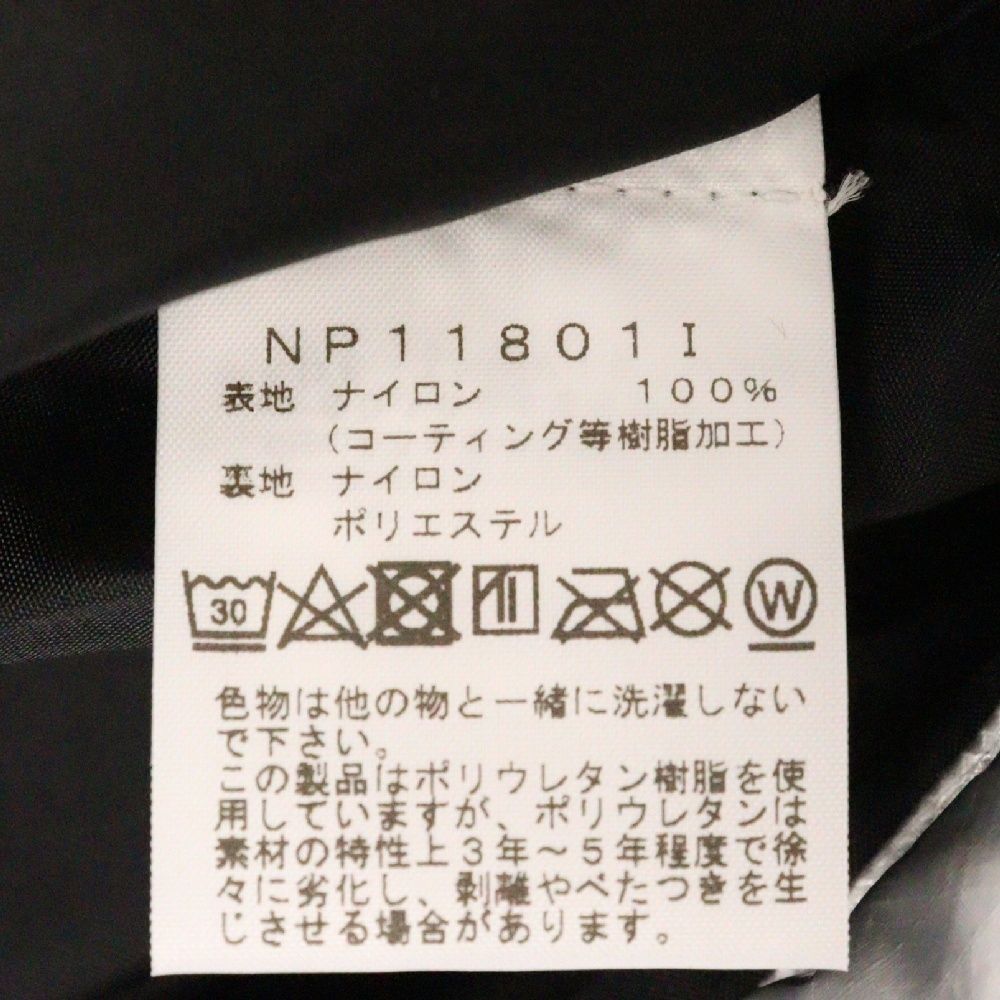 NP11801I
表地 ナイロン 100%
(コーティング等樹脂加工)
裏地 ナイロン
ポリエステル
30 W
色物は他の物と一緒に洗濯しない
で下さい。
この製品はポリウレタン樹脂を使
用していますが、ポリウレタンは
素材の特性上3年~5年程度で徐
々に劣化し、剥離やべたつきを生
じさせる場合があります。